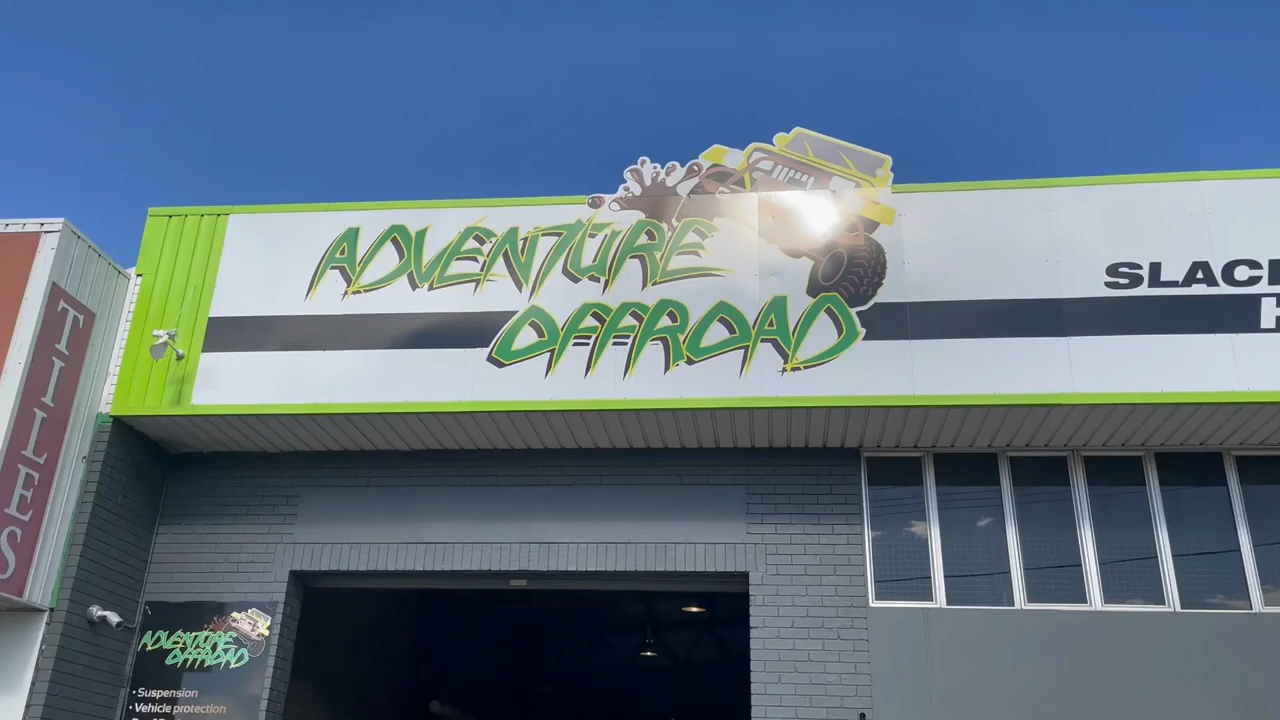 ADVENTURE
OFFROAD
SLAC
H
TILES
ADVENTURE
OFFROAD
• Suspension
• Vehicle protection